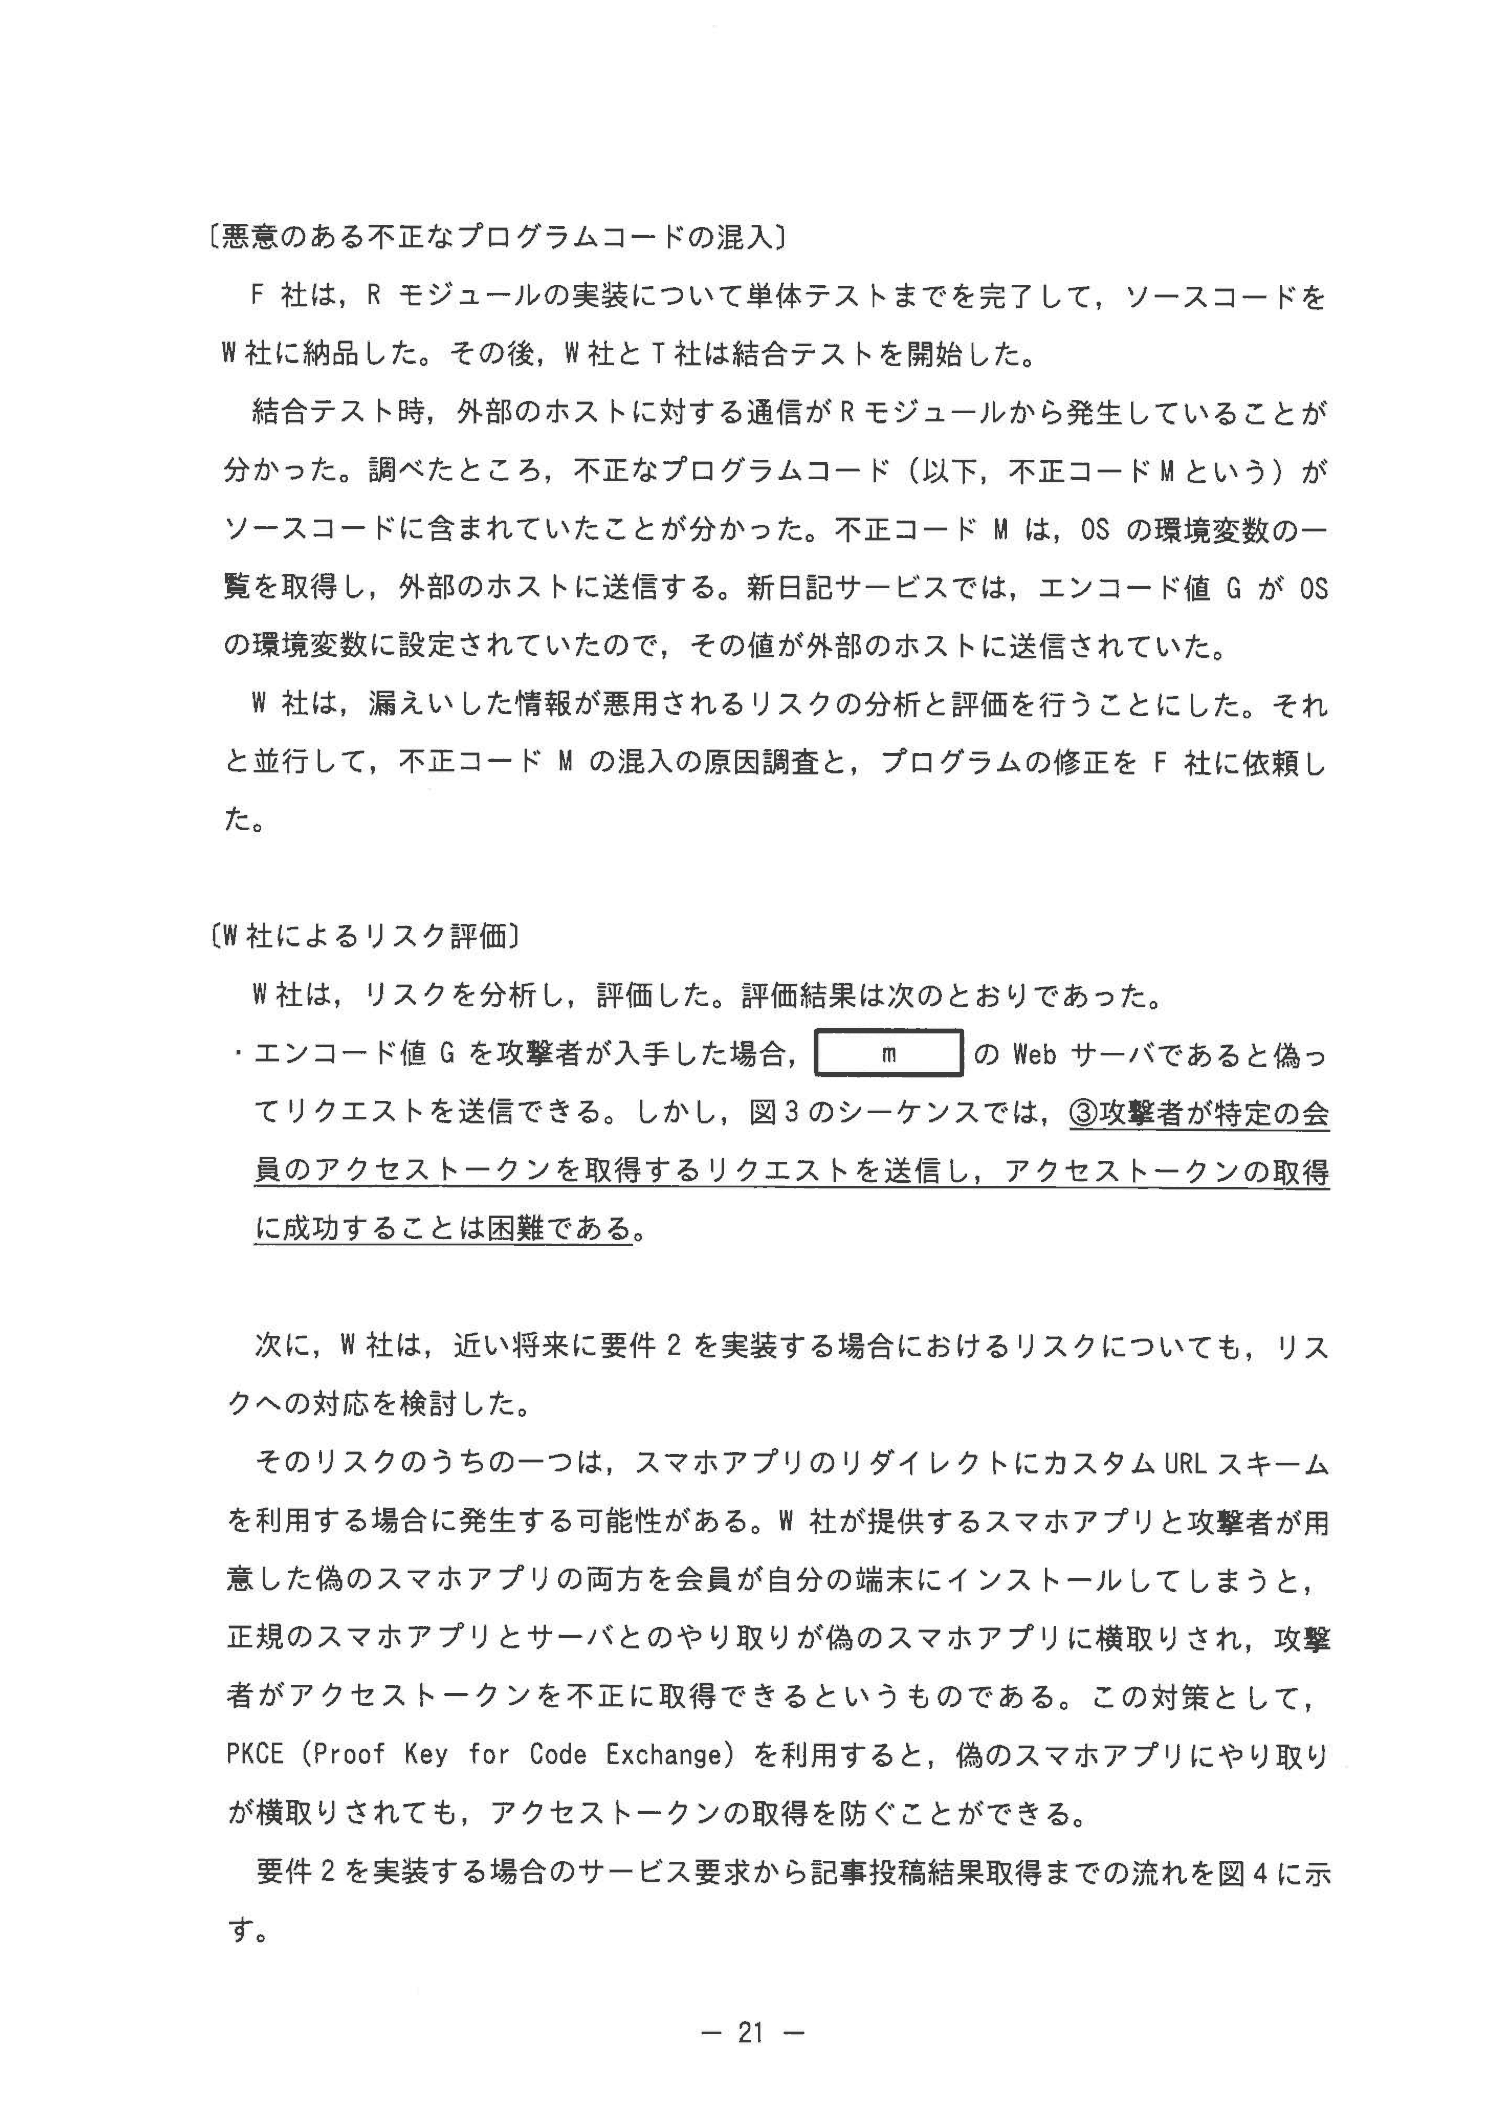 〔悪意のある不正なプログラムコードの混入〕
F 社は，R モジュールの実装について単体テストまでを完了して，ソースコードを
W 社に納品した。その後，W 社と T 社は結合テストを開始した。
結合テスト時，外部のホストに対する通信が R モジュールから発生していることが
分かった。調べたところ，不正なプログラムコード（以下，不正コード M という）が
ソースコードに含まれていたことが分かった。不正コード M は，OS の環境変数の一
覧を取得し，外部のホストに送信する。新日記サービスでは，エンコード値 G が OS
の環境変数に設定されていたので，その値が外部のホストに送信されていた。
W 社は，漏えいした情報が悪用されるリスクの分析と評価を行うことにした。それ
と並行して，不正コード M の混入の原因調査と，プログラムの修正を F 社に依頼し
た。
〔W 社によるリスク評価〕
W 社は，リスクを分析し，評価した。評価結果は次のとおりであった。
・エンコード値 G を攻撃者が入手した場合， m の Web サーバであると偽っ
てリクエストを送信できる。しかし，図 3 のシーケンスでは，③攻撃者が特定の会
員のアクセストークンを取得するリクエストを送信し，アクセストークンの取得
に成功することは困難である。
次に，W 社は，近い将来に要件 2 を実装する場合におけるリスクについても，リス
クへの対応を検討した。
そのリスクのうちの一つは，スマホアプリのリダイレクトにカスタム URL スキーム
を利用する場合に発生する可能性がある。W 社が提供するスマホアプリと攻撃者が用
意した偽のスマホアプリの両方を会員が自分の端末にインストールしてしまうと，
正規のスマホアプリとサーバとのやり取りが偽のスマホアプリに横取りされ，攻撃
者がアクセストークンを不正に取得できるというものである。この対策として，
PKCE（Proof Key for Code Exchange）を利用すると，偽のスマホアプリにやり取り
が横取りされても，アクセストークンの取得を防ぐことができる。
要件 2 を実装する場合のサービス要求から記事投稿結果取得までの流れを図 4 に示
す。
－ 21 －